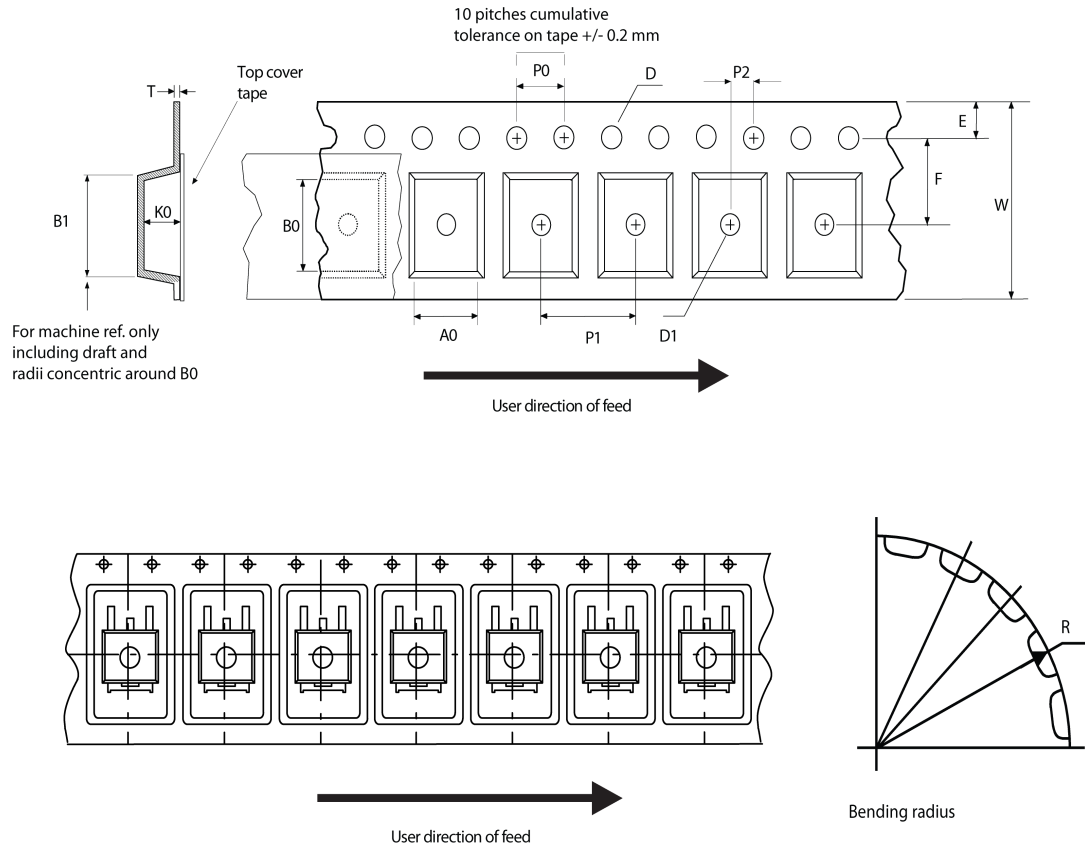 10 pitches cumulative
tolerance on tape +/- 0.2 mm
Top cover
tape
T
P0
D
P2
E
F
W
B1
K0
B0
For machine ref. only
including draft and
radii concentric around B0
A0
P1
D1
User direction of feed
R
Bending radius
User direction of feed